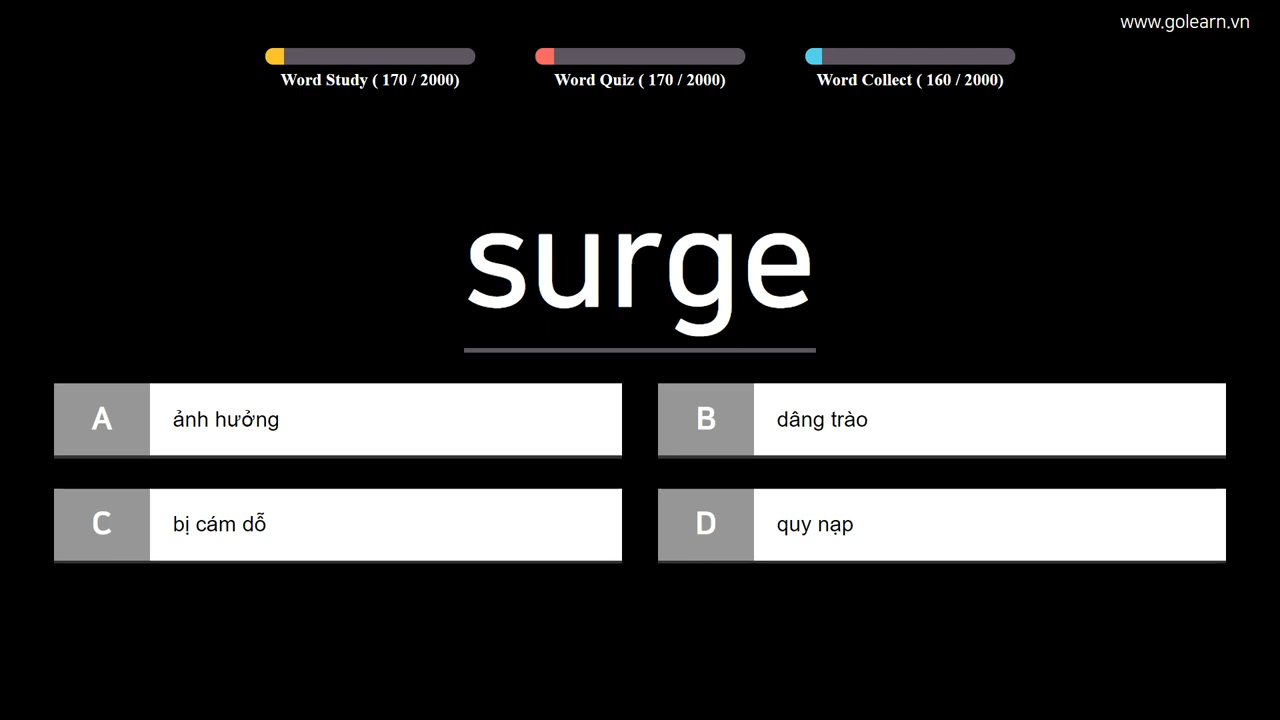 www.golearn.vn
Word Study ( 170 / 2000)
Word Quiz ( 170 / 2000)
Word Collect ( 160 / 2000)
surge
A ảnh hưởng
B dâng trào
C bị cám dỗ
D quy nạp